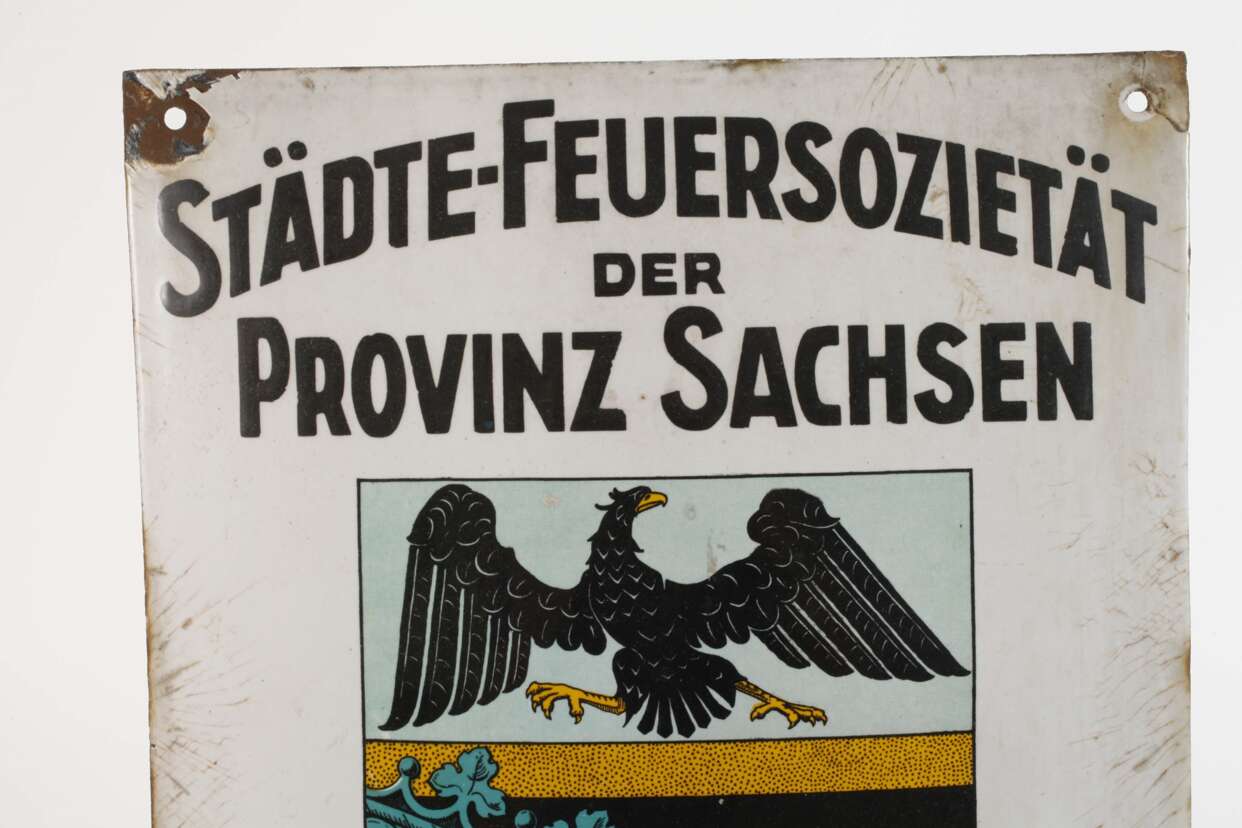 STÄDTE-FEUERSOZIETÄT
DER
PROVINZ SACHSEN